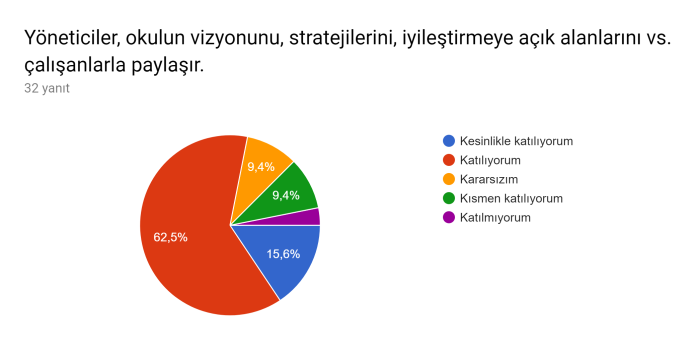 Yöneticiler, okulun vizyonunu, stratejilerini, iyileştirmeye açık alanlarını vs.
çalışanlarla paylaşır.
32 yanıt
9,4%
9,4%
62,5%
15,6%
Kesinlikle katılıyorum
Katılıyorum
Kararsızım
Kısmen katılıyorum
Katılmıyorum